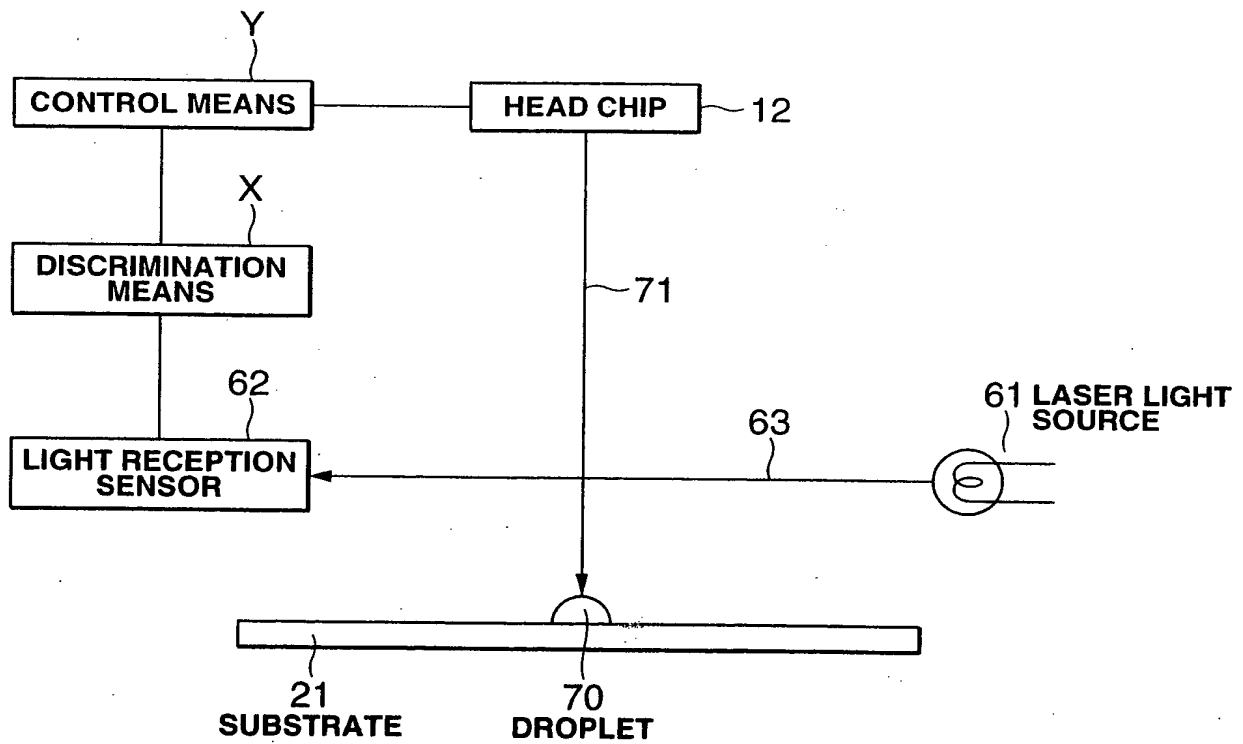 Y
CONTROL MEANS
HEAD CHIP
12
X
DISCRIMINATION
MEANS
71
62
LIGHT RECEPTION
SENSOR
63
61 LASER LIGHT
SOURCE
21
SUBSTRATE
70
DROPLET